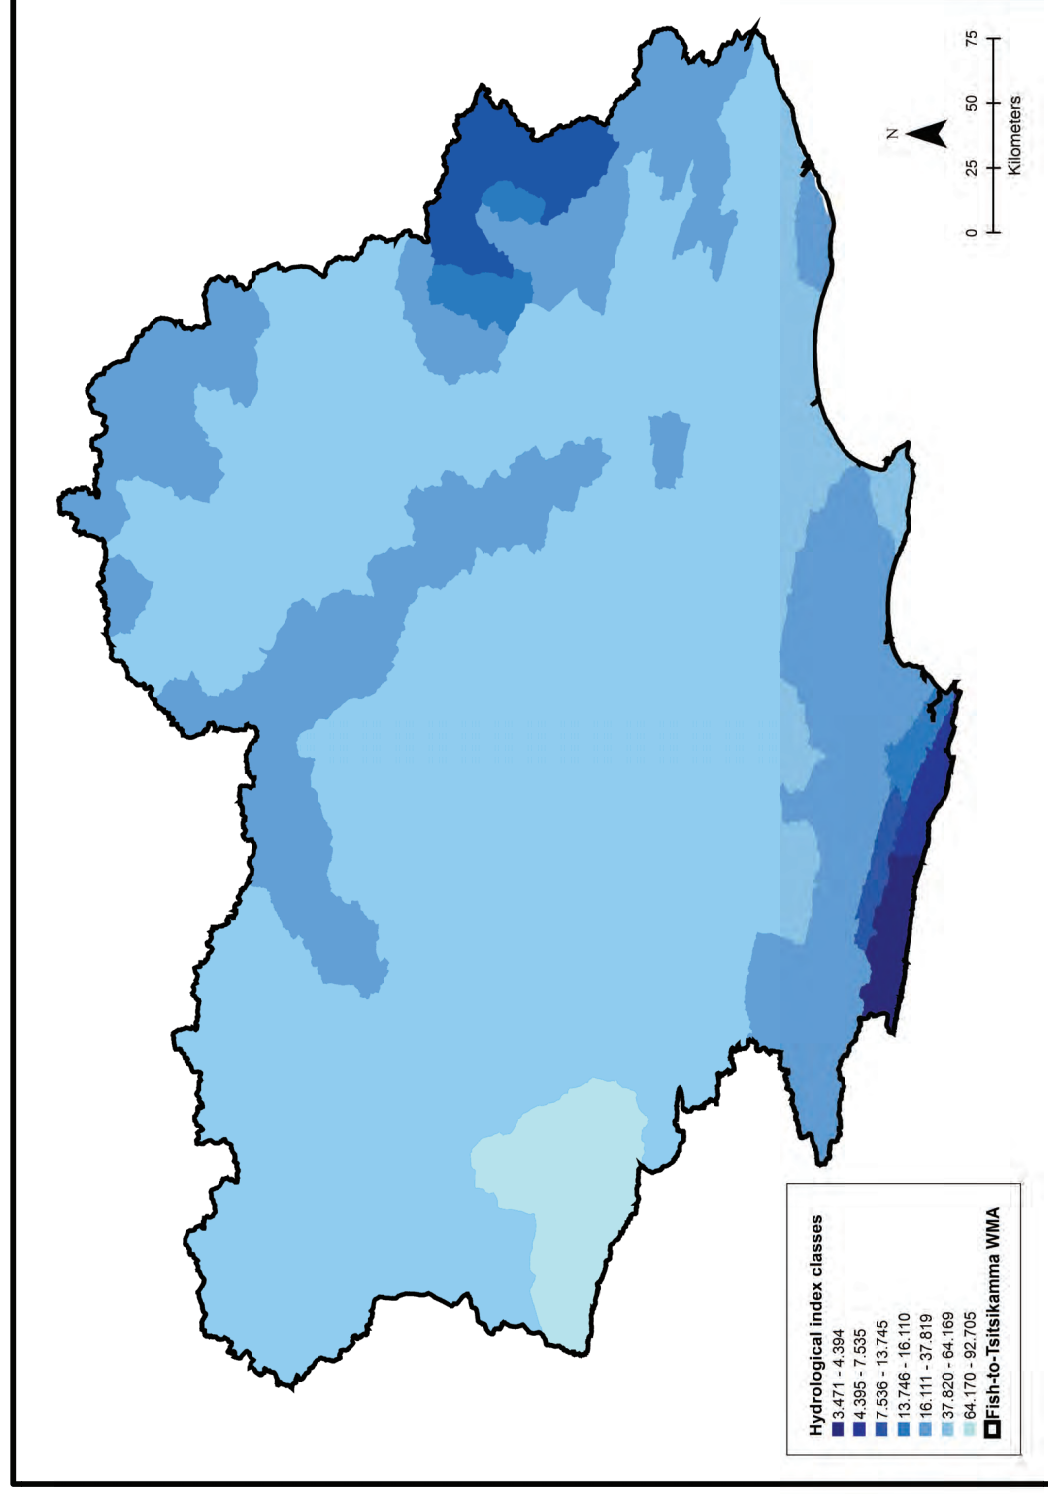 N
0 25 50 75
Kilometers
Hydrological index classes
3.471 - 4.394
4.395 - 7.535
7.536 - 13.745
13.746 - 16.110
16.111 - 37.819
37.820 - 64.169
64.170 - 92.705
Fish-to-Tsitsikamma WMA